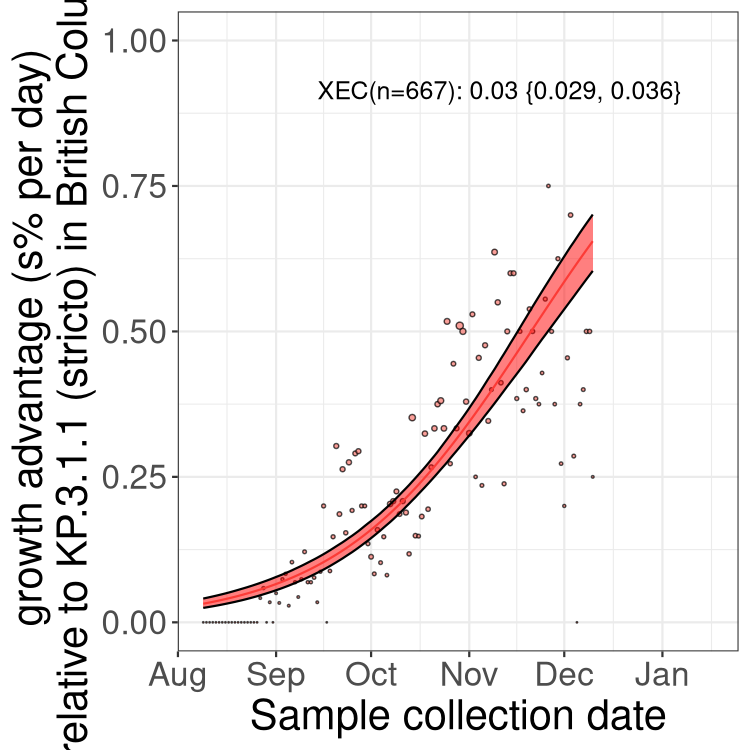 growth advantage (s% per day)
relative to KP.3.1.1 (stricto) in British Colu
1.00
0.75
0.50
0.25
0.00
XEC(n=667): 0.03 {0.029, 0.036}
Aug Sep Oct Nov Dec Jan
Sample collection date